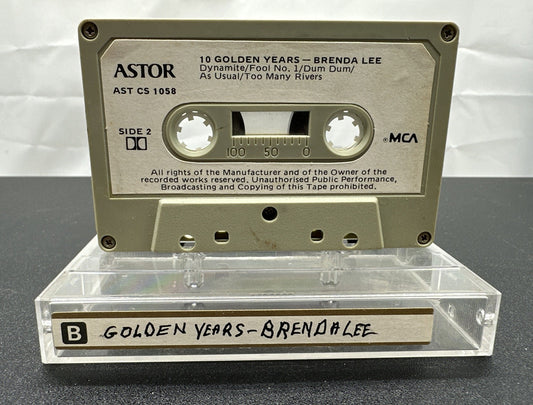 10 GOLDEN YEARS — BRENDA LEE
Dynamite/Fool No. 1/Dum Dum/
As Usual/Too Many Rivers
ASTOR
AST CS 1058
SIDE 2
100 50 0
®MCA
All rights of the Manufacturer and of the Owner of the
recorded works reserved. Unauthorised Public Performance,
Broadcasting and Copying of this Tape prohibited.
B GOLDEN YEARS-BRENDA LEE